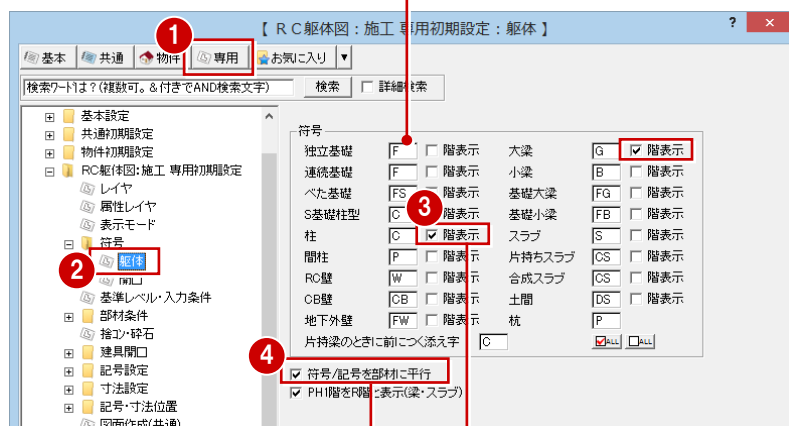 【 ＲＣ躯体図：施工 専用初期設定：躯体 】
? ×
1
基本 共通 物件 専用 お気に入り ▼
検索ワードは？(複数可。＆付きでAND検索文字) 検索 詳細検索
基本設定
共通初期設定
物件初期設定
RC躯体図:施工 専用初期設定
レイヤ
属性レイヤ
表示モード
符号
2
躯体
開口
基準レベル・入力条件
部材条件
捨コン・砕石
建具開口
記号設定
寸法設定
記号・寸法位置
図面作成(共通)
符号
独立基礎 F 階表示 大梁 G 階表示
連続基礎 F 階表示 小梁 B 階表示
べた基礎 FS 階表示 基礎大梁 FG 階表示
S基礎柱型 C 階表示 基礎小梁 FB 階表示
3
柱 C 階表示 スラブ S 階表示
間柱 P 階表示 片持ちスラブ CS 階表示
RC壁 W 階表示 合成スラブ CS 階表示
CB壁 CB 階表示 土間 DS 階表示
地下外壁 FW 階表示 杭 P
片持梁のときに前につく添え字 C ALL ALL
4
符号/記号を部材に平行
PH1階をR階と表示(梁・スラブ)